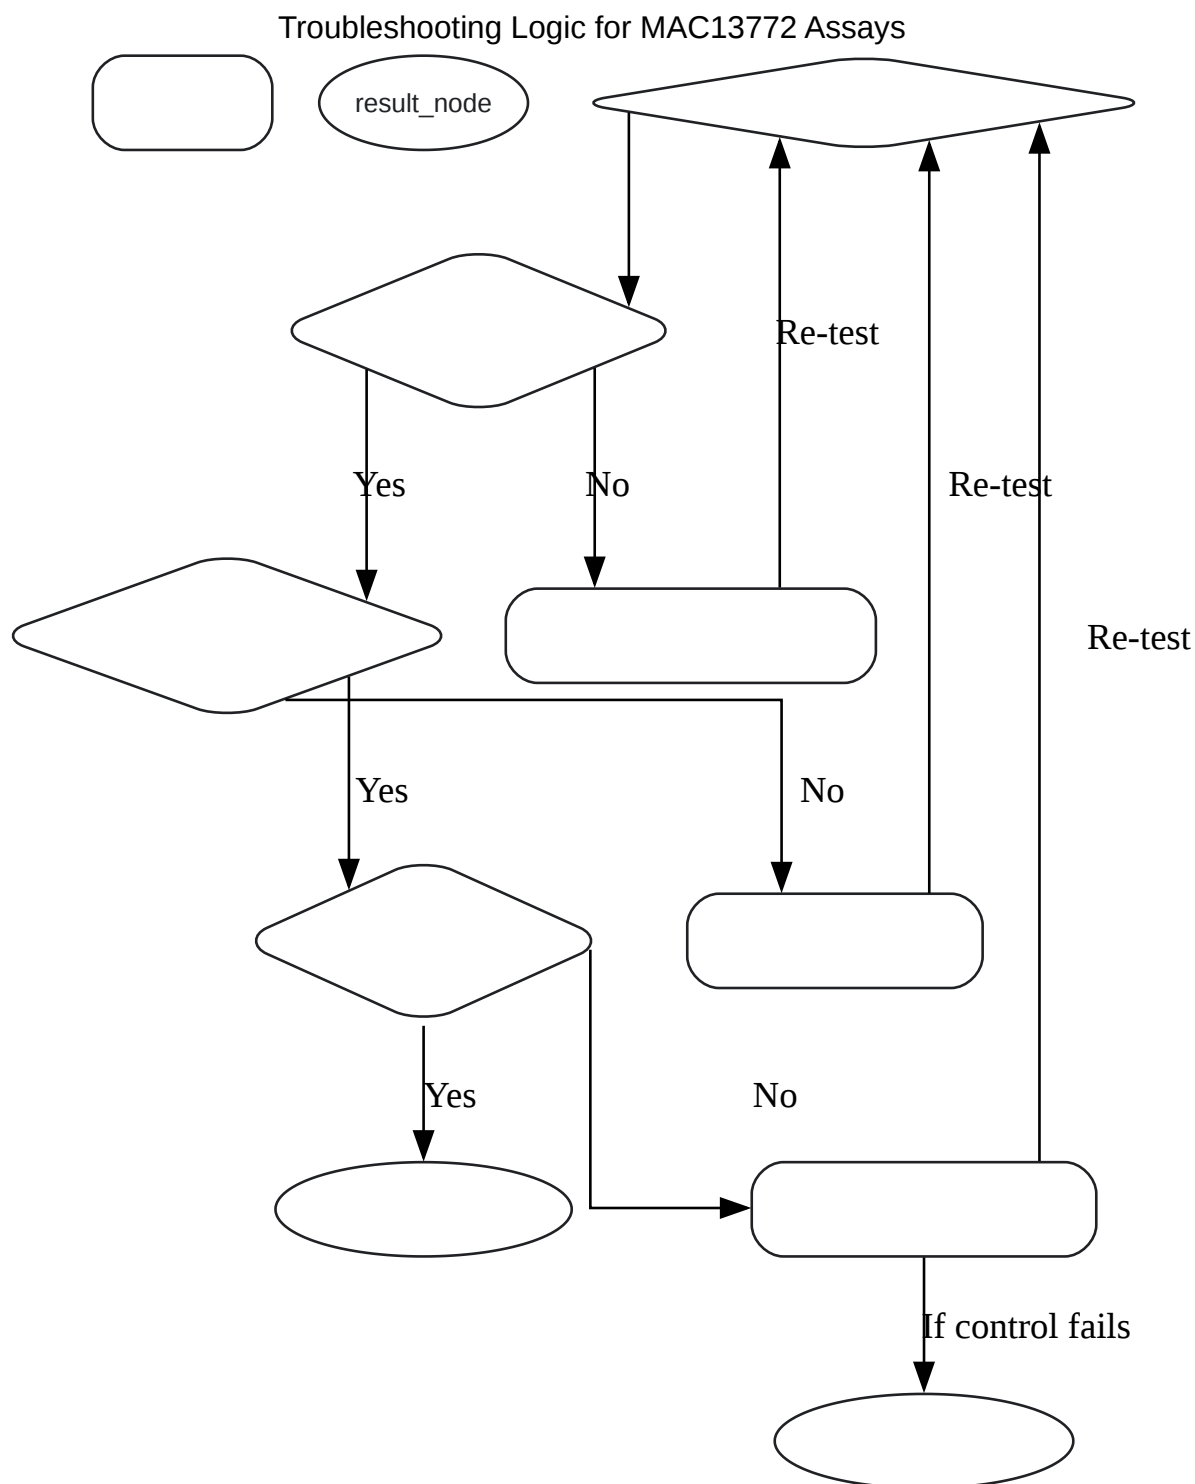 Troubleshooting Logic for MAC13772 Assays
result_node
Re-test
Yes
No
Re-test
Re-test
Yes
No
Yes
No
If control fails